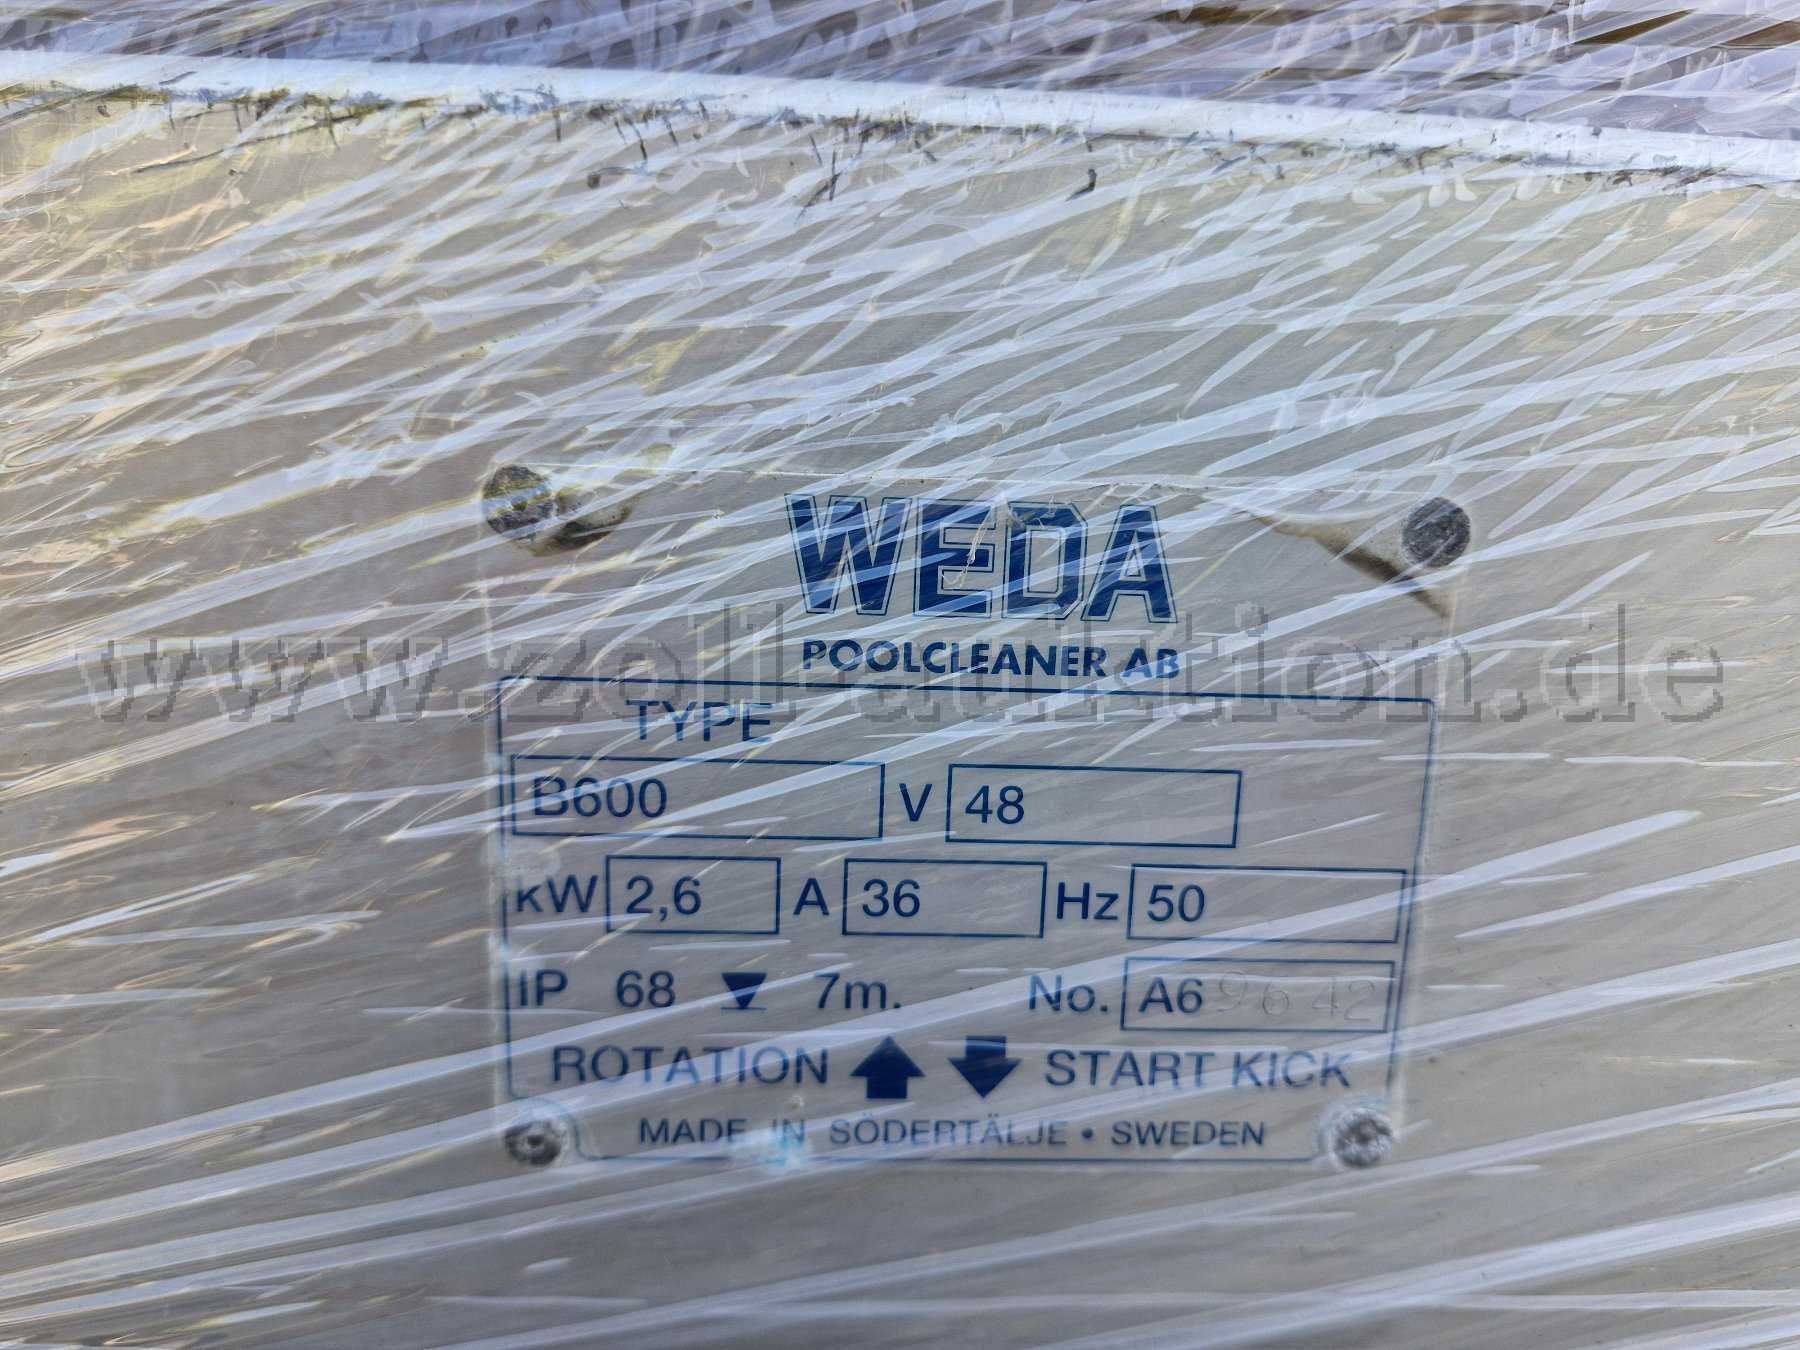 WEDA
POOLCLEANER AB
www.zoll-auktion.de
TYPE
B600 V 48
kW 2,6 A 36 Hz 50
IP 68 7m. No. A69642
ROTATION START KICK
MADE IN SÖDERTÄLJE • SWEDEN